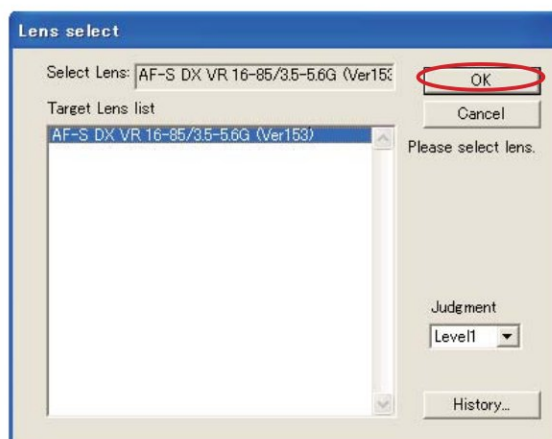 Lens select
Select Lens: AF-S DX VR 16-85/3.5-5.6G (Ver153
OK
Target Lens list
Cancel
AF-S DX VR 16-85/3.5-5.6G (Ver153)
Please select lens.
Judgment
Level1
History...